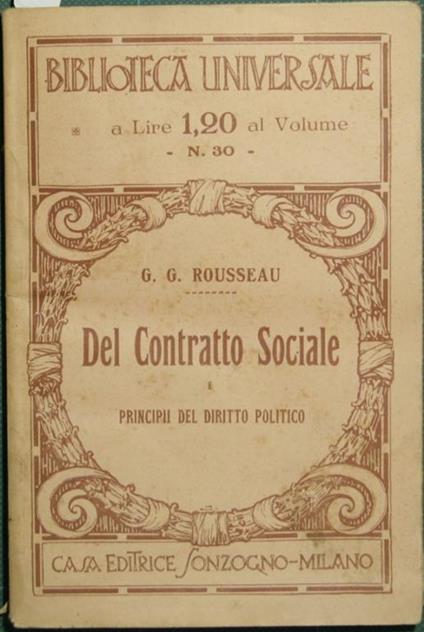 BIBLIOTECA UNIVERSALE
a Lire 1,20 al Volume
- N. 30 -
G. G. ROUSSEAU
Del Contratto Sociale
E
PRINCIPII DEL DIRITTO POLITICO
CASA EDITRICE SONZOGNO-MILANO